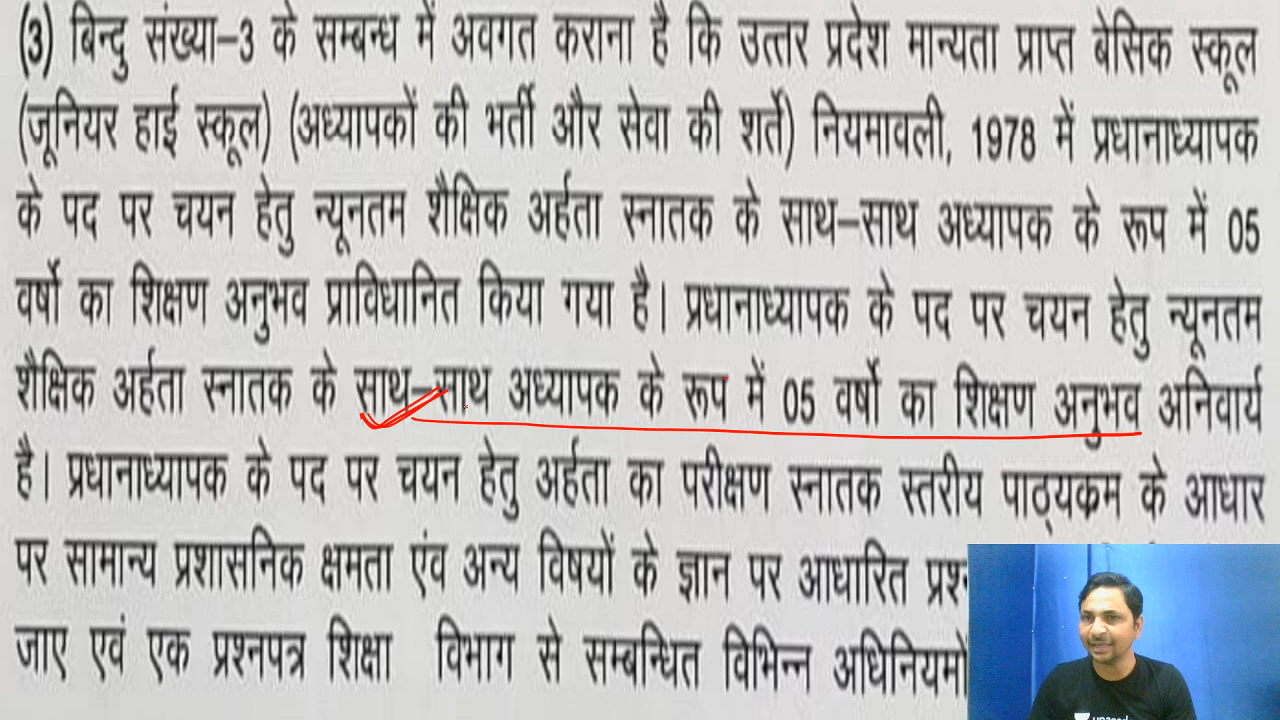 (3) बिन्दु संख्या–3 के सम्बन्ध में अवगत कराना है कि उत्तर प्रदेश मान्यता प्राप्त बेसिक स्कूल
(जूनियर हाई स्कूल) (अध्यापकों की भर्ती और सेवा की शर्ते) नियमावली, 1978 में प्रधानाध्यापक
के पद पर चयन हेतु न्यूनतम शैक्षिक अर्हता स्नातक के साथ–साथ अध्यापक के रूप में 05
वर्षो का शिक्षण अनुभव प्राविधानित किया गया है। प्रधानाध्यापक के पद पर चयन हेतु न्यूनतम
शैक्षिक अर्हता स्नातक के साथ–साथ अध्यापक के रूप में 05 वर्षो का शिक्षण अनुभव अनिवार्य
है। प्रधानाध्यापक के पद पर चयन हेतु अर्हता का परीक्षण स्नातक स्तरीय पाठ्यक्रम के आधार
पर सामान्य प्रशासनिक क्षमता एंव अन्य विषयों के ज्ञान पर आधारित
जाए एवं एक प्रश्नपत्र शिक्षा विभाग से सम्बन्धित विभिन्न अधिनियमों